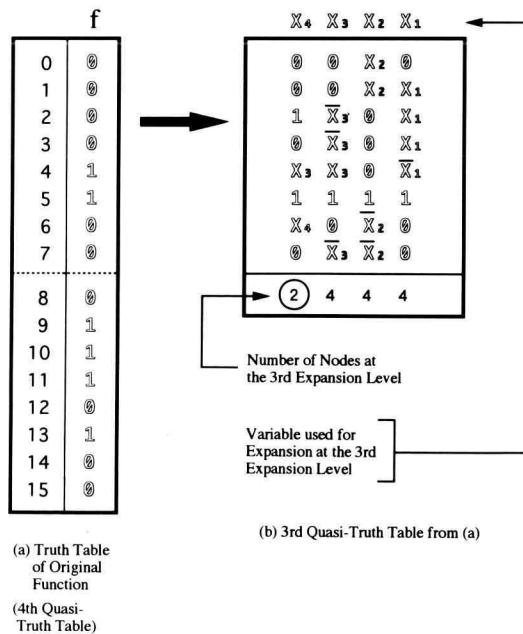 f
0 0
1 0
2 0
3 0
4 1
5 1
6 0
7 0
8 0
9 1
10 1
11 1
12 0
13 1
14 0
15 0
(a) Truth Table
of Original
Function
(4th Quasi-
Truth Table)
X₄ X₃ X₂ X₁
0 0 X₂ 0
0 0 X₂ X₁
1 X̅₃ 0 X₁
0 X̅₃ 0 X₁
X₃ X₃ 0 X̅₁
1 1 1 1
X₄ 0 X̅₂ 0
0 X̅₃ X̅₂ 0
2 4 4 4
Number of Nodes at
the 3rd Expansion Level
Variable used for
Expansion at the 3rd
Expansion Level
(b) 3rd Quasi-Truth Table from (a)